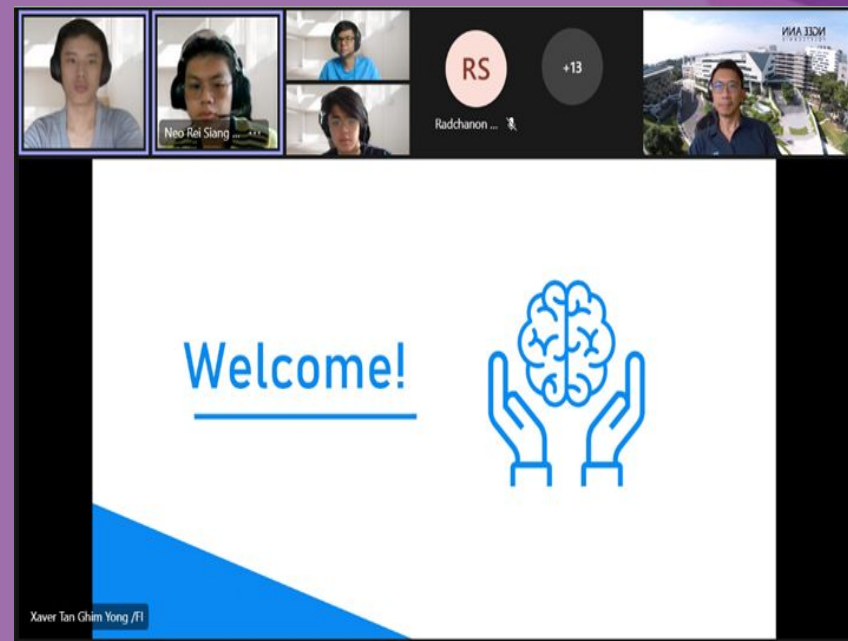 NGEE ANN
RS
+13
Neo Rei Siang ...
Radchanon ...
Welcome!
Xaver Tan Ghim Yong /FI